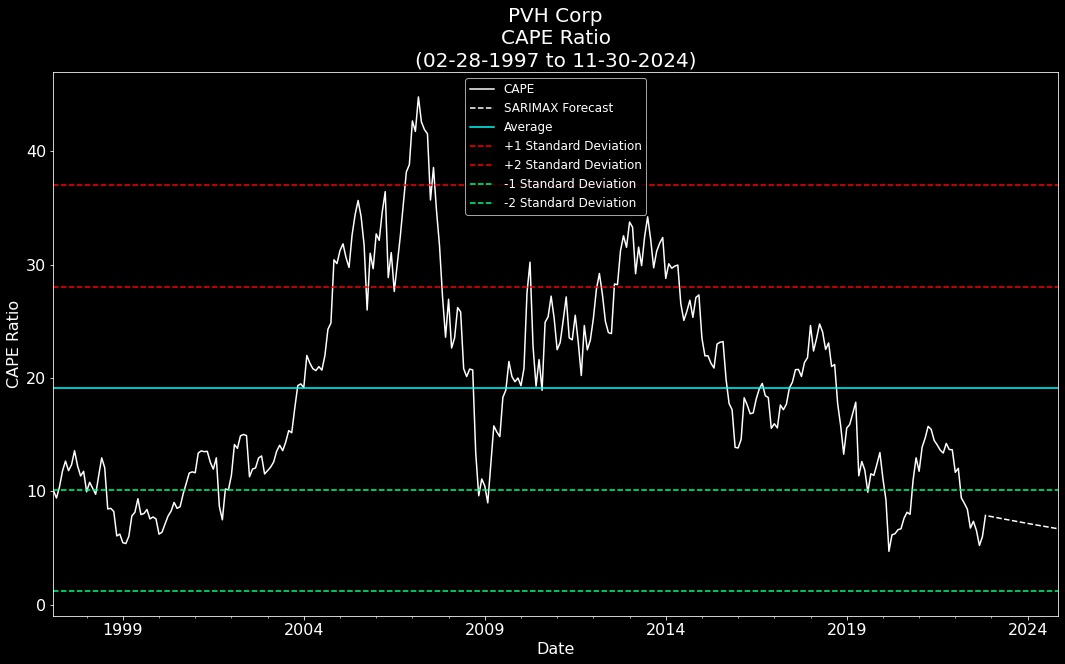 PVH Corp
CAPE Ratio
(02-28-1997 to 11-30-2024)
CAPE
SARIMAX Forecast
Average
+1 Standard Deviation
+2 Standard Deviation
-1 Standard Deviation
-2 Standard Deviation
CAPE Ratio
40
30
20
10
0
1999 2004 2009 2014 2019 2024
Date